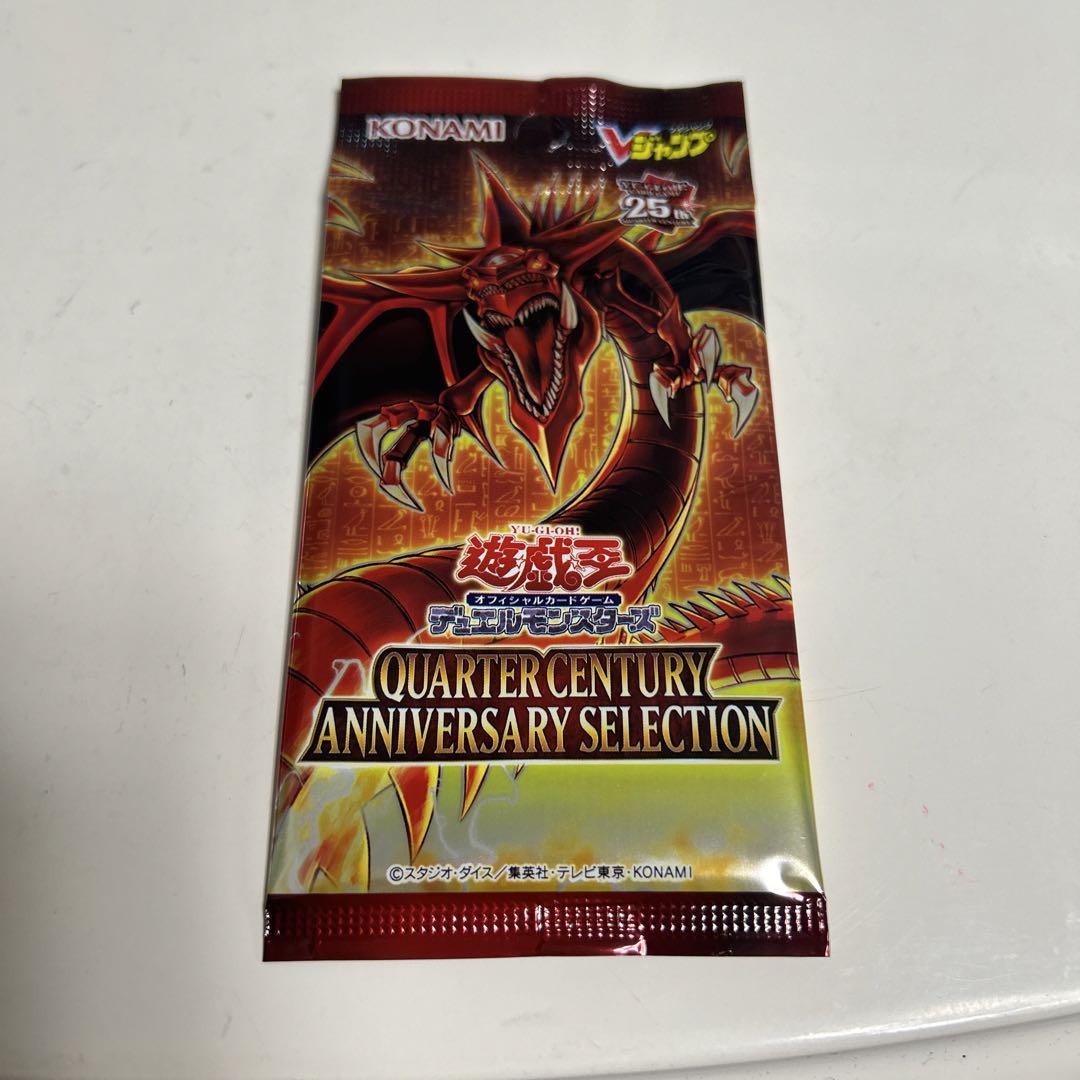 KONAMI
Vジャンプ
25th
YU-GI-OH!
遊戯王
オフィシャルカードゲーム
デュエルモンスターズ
QUARTER CENTURY
ANNIVERSARY SELECTION
©スタジオ・ダイス／集英社・テレビ東京・KONAMI